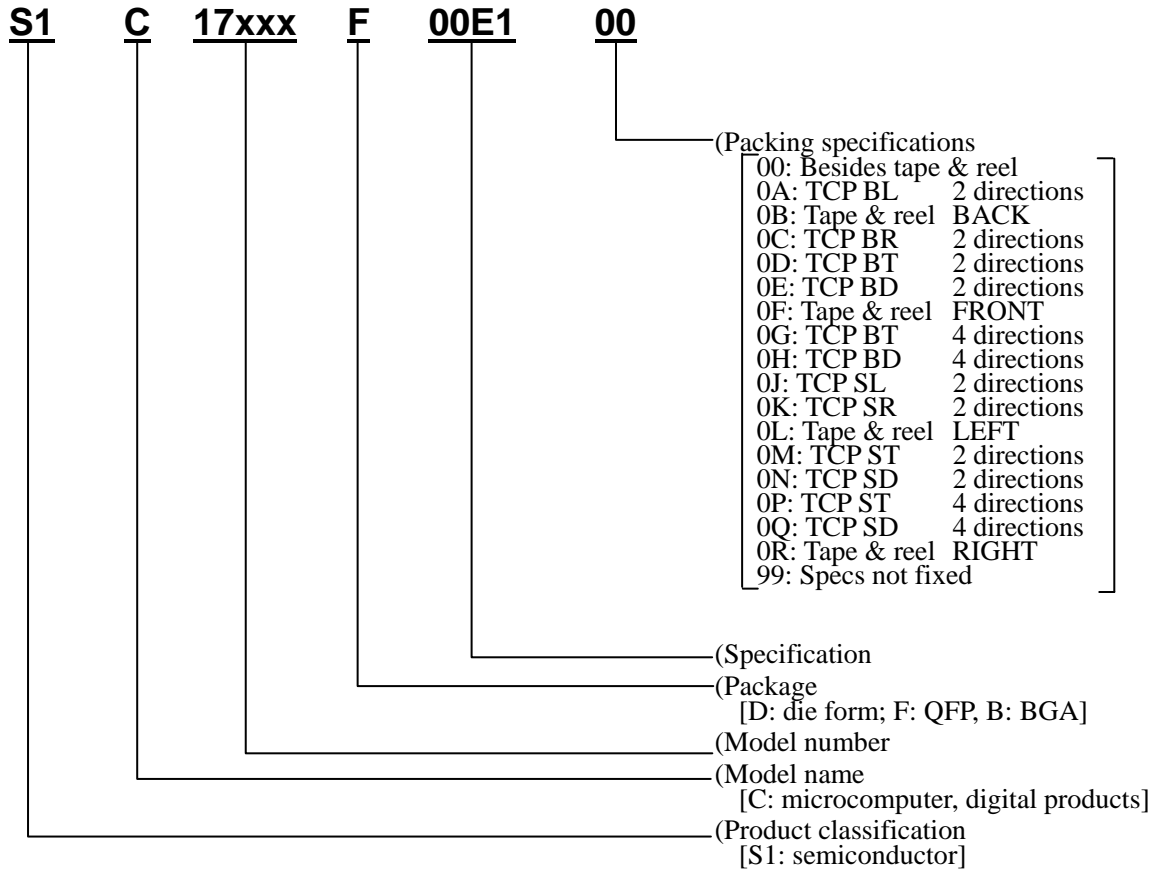 S1 C 17xxx F 00E1 00
(Packing specifications
00: Besides tape & reel
0A: TCP BL 2 directions
0B: Tape & reel BACK
0C: TCP BR 2 directions
0D: TCP BT 2 directions
0E: TCP BD 2 directions
0F: Tape & reel FRONT
0G: TCP BT 4 directions
0H: TCP BD 4 directions
0J: TCP SL 2 directions
0K: TCP SR 2 directions
0L: Tape & reel LEFT
0M: TCP ST 2 directions
0N: TCP SD 2 directions
0P: TCP ST 4 directions
0Q: TCP SD 4 directions
0R: Tape & reel RIGHT
99: Specs not fixed
(Specification
(Package
[D: die form; F: QFP, B: BGA]
(Model number
(Model name
[C: microcomputer, digital products]
(Product classification
[S1: semiconductor]